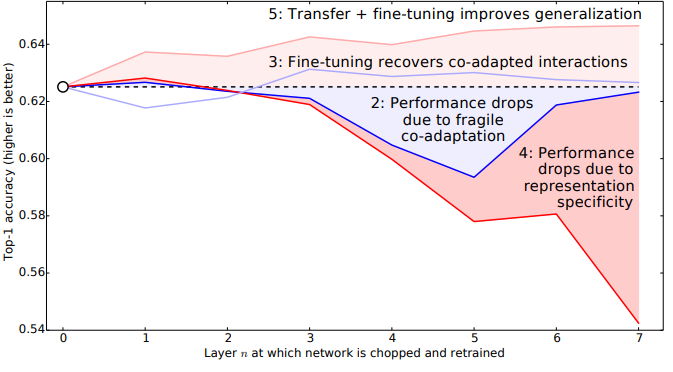 5: Transfer + fine-tuning improves generalization
0.64
3: Fine-tuning recovers co-adapted interactions
0.62
2: Performance drops
due to fragile
co-adaptation
4: Performance
drops due to
representation
specificity
0.60
0.58
0.56
0.54
Top-1 accuracy (higher is better)
0 1 2 3 4 5 6 7
Layer n at which network is chopped and retrained